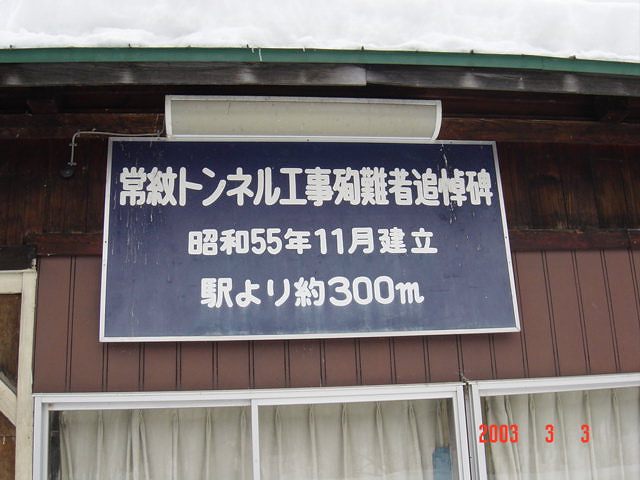 常紋トンネル工事殉難者追悼碑
昭和55年11月建立
駅より約300m
2003 3 3